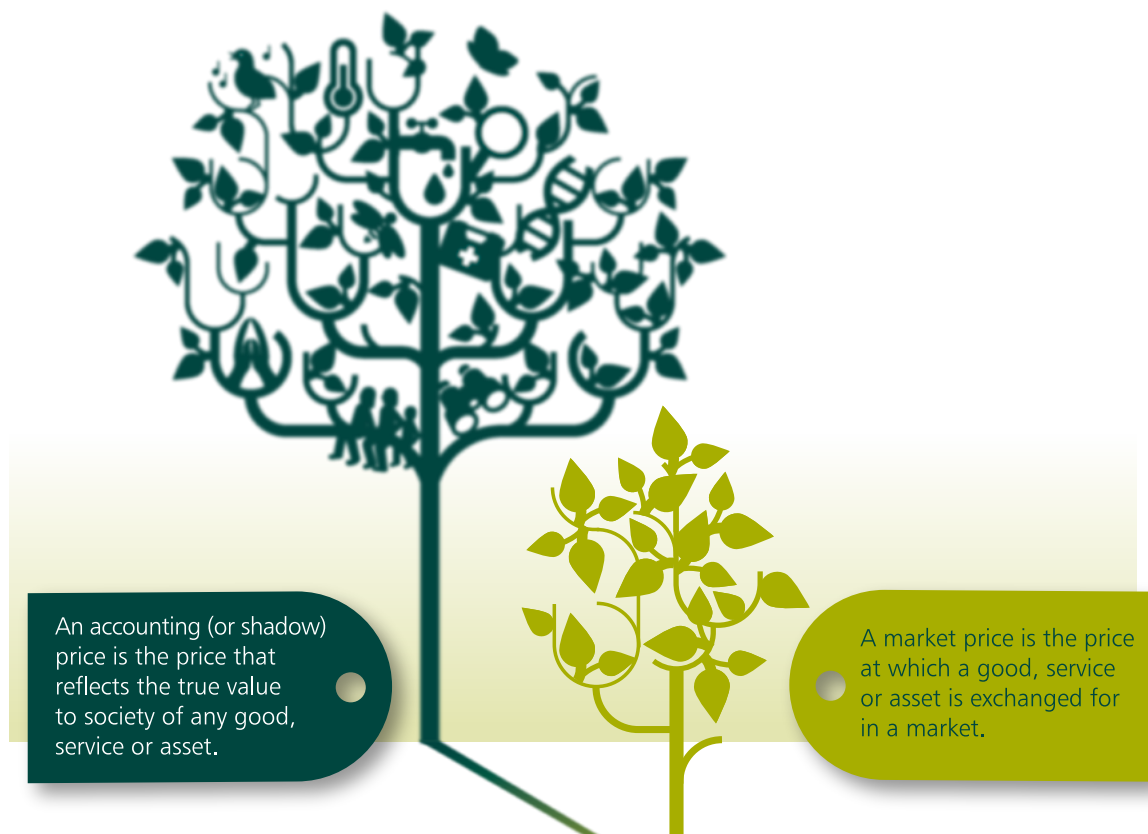 An accounting (or shadow)
price is the price that
reflects the true value
to society of any good,
service or asset.
A market price is the price
at which a good, service
or asset is exchanged for
in a market.